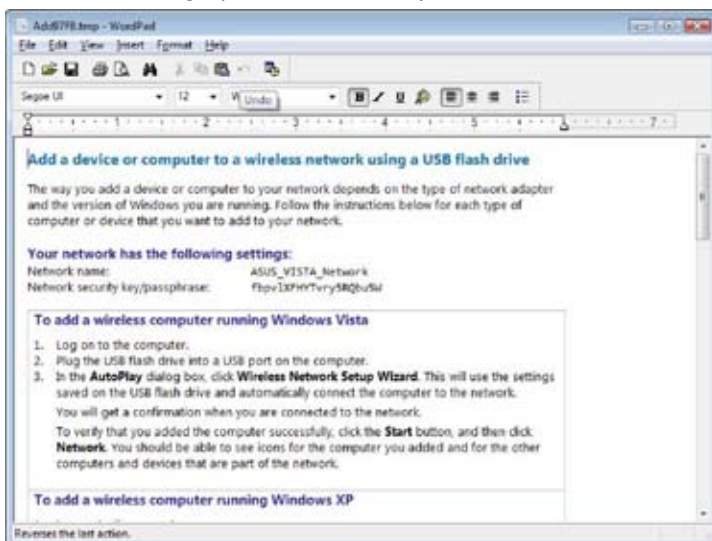 Add87F8.tmp - WordPad
File Edit View Insert Format Help
Segoe UI 12 W Undo
1 2 3 4 5 7
Add a device or computer to a wireless network using a USB flash drive
The way you add a device or computer to your network depends on the type of network adapter
and the version of Windows you are running. Follow the instructions below for each type of
computer or device that you want to add to your network.
Your network has the following settings:
Network name: ASUS_VISTA_Network
Network security key/passphrase:
To add a wireless computer running Windows Vista
1. Log on to the computer.
2. Plug the USB flash drive into a USB port on the computer.
3. In the AutoPlay dialog box, click Wireless Network Setup Wizard. This will use the settings
saved on the USB flash drive and automatically connect the computer to the network.
You will get a confirmation when you are connected to the network.
To verify that you added the computer successfully, click the Start button, and then click
Network. You should be able to see icons for the computer you added and for the other
computers and devices that are part of the network.
To add a wireless computer running Windows XP
Reverses the last action.